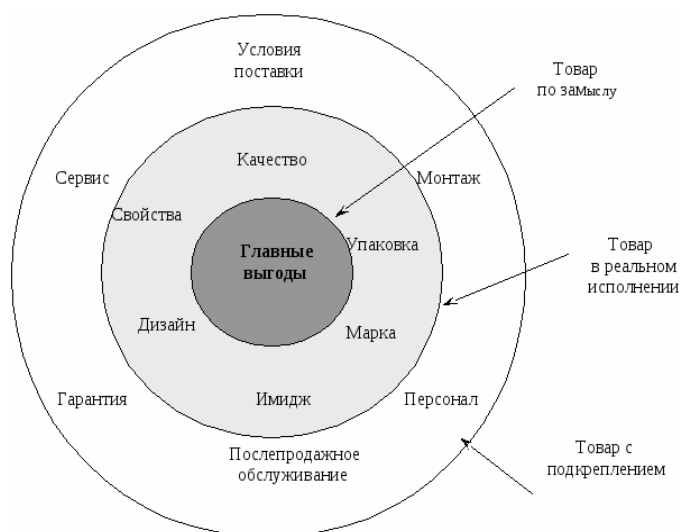 Условия
поставки
Товар
по замыслу
Качество
Сервис
Монтаж
Свойства
Упаковка
Главные
выгоды
Товар
в реальном
исполнении
Дизайн
Марка
Гарантия
Имидж
Персонал
Послепродажное
обслуживание
Товар с
подкреплением